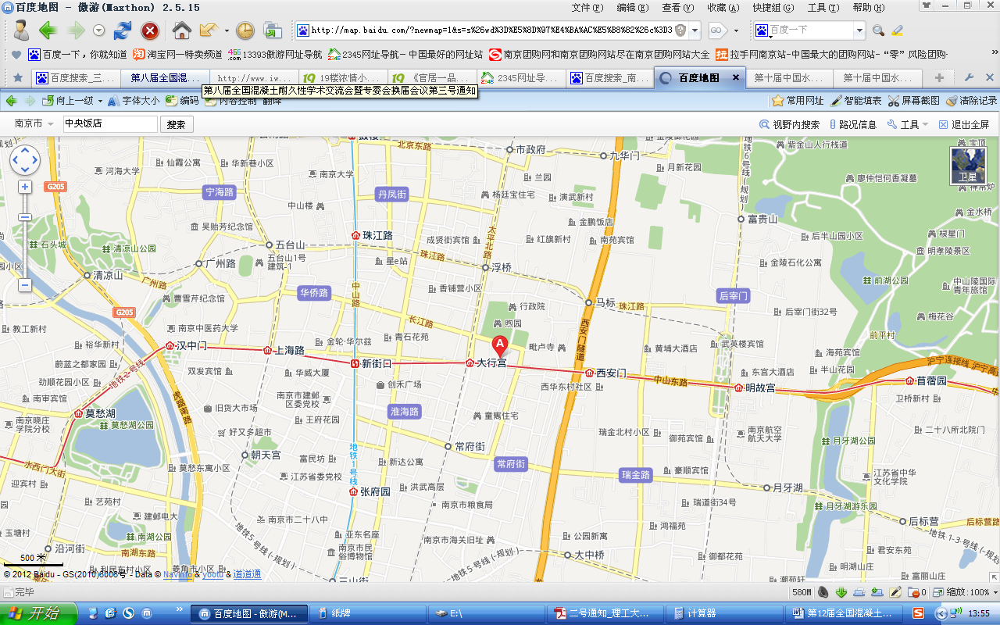 百度地图 - 傲游(Maxthon) 2.5.15
文件(F) 编辑(E) 查看(V) 收藏(A) 快捷组(G) 工具(T) 帮助(H)
http://map.baidu.com/?newmap=1&s=s%26wd%3D%E5%8D%97%E4%BA%AC%E5%D8%82%26c%3D3
GO
百度一下
百度一下，你就知道 淘宝网一特卖频道 13393傲游网址导航 2345网址导航- 中国最好的网址站 南京团购网和南京团购网站尽在南京团购网站大全 拉手网南京站-中国最大的团购网站-“零”风险团购-
百度搜索_三... 第八届全国混... http://www.iw... 19楼浓情小... 《官居一品... 2345网址导... 百度搜索_南... 百度地图 第十届中国水... 第十届中国水...
第八届全国混凝土耐久性学术交流会暨专委会换届会议第三号通知
向上一级 字体大小 编码 内容控制 翻译 常用网址 智能填表 屏幕截图 清除记录
南京市 中央饭店 搜索 视野内搜索 路况信息 工具 退出全屏
北京东路 市政府 九华门 紫金山人行栈道 宝顶
河海大学 仙霞公寓 华新巷小区 南京大学 兰园 月新花园 地铁6号线(规划) 廖仲恺何香凝墓 卫星
G205 宁海路 丹凤街 杨廷宝住宅 演武新村
中山楼 金鹏饭店 富贵山 金水桥
吴贻芳纪念馆 珠江路 成贤街宾馆 太平北路 红旗新村 南苑宾馆 后半山园小区 棂星门
石头城 清凉山公园 五台山 明孝陵景区
五台山1号建筑-1 星e站 珠江路 浮桥 金陵石化公寓
清凉山 广州路 广州路 前湖公园 中山陵国际青年旅馆
曹雪芹纪念馆 华侨路 中山路 香铺营小区 马标 珠江路 后宰门
G205 行政院 后宰门街32号 梅花谷
教工新村 南京中医药大学 长江路 煦园 西安门隧道 前平村
裕华新村 汉中门 上海路 金轮·华尔兹 青石花苑 A 毗卢寺 黄埔大酒店 武英楼宾馆
蔚蓝之都家园 双发宾馆 华威大厦 新街口 大行宫 西安门 海苑宾馆 沪宁连接线 沪宁高
劲顺花园小区 地铁2号线 创禾广场 西华东村社区 中山东路 东宫大酒店 半山花园 明故宫 苜蓿园
南审宾馆 虎踞南路 南京市建邺区委党校 卫桥新村
莫愁湖 旧货大市场 淮海路 童寯住宅
南京晓庄学院分校 莫愁湖公园 王府花园 瑞金北村小区 南京航空航天大学 二十八所北院门
好又多超市 御苑宾馆 月牙湖公园
朝天宫 地铁1号线 常府街
水西门大街 莫愁东寓小区 富民坊 新达公寓 常府街 瑞金路 豪顺宾馆
迎宾村 江苏省委党校 江苏省中华文化学院
张府园 洪武高层 月牙湖
艺苑村 南京市粮食局 瑞道街34号 月牙湖游乐园
建邺电大 南京市二十八中 后标营 后标营路
玉塘村 南湖公园 地铁5号线(-规划) 亚东名座 南京市海关旧址 公园新寓 鸿福苑 地铁 1-3号线(-规划)
沿河街 南湖东路 南京市民俗博物馆 大中桥 御都花苑 君安东苑
500 米 利民东村小区 菱角市小区 三山街 地铁5号线(-规划) 潮苑轩 明湖山庄 富丽山庄
© 2012 Baidu - GS(2010)6006号 - Data © NavInfo & yootu & 道道通
完毕 580M 0 缩放:100%
开始 百度地图 - 傲游(M... 纸牌 E:\ 二号通知_理工大... 计算器 第12届全国混凝土... 13:55